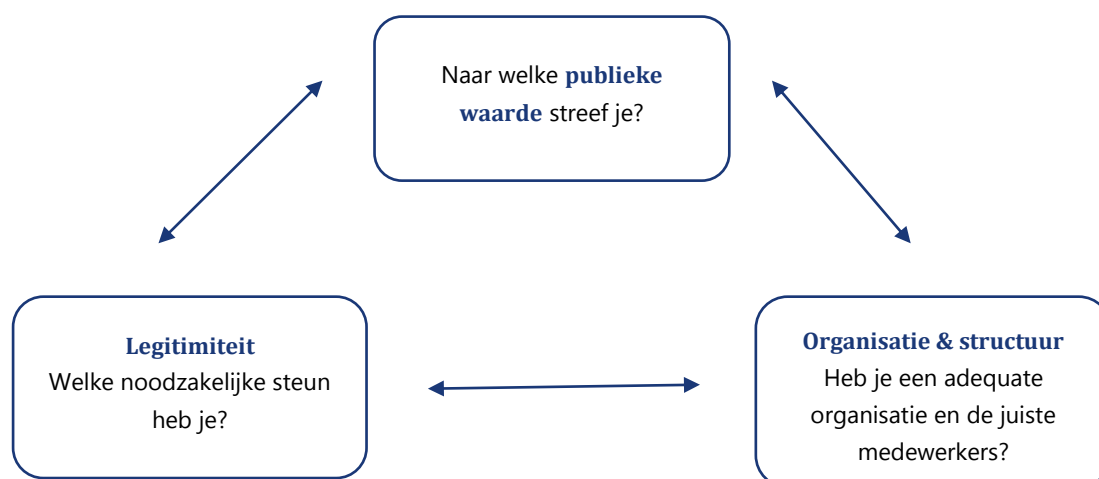 Naar welke publieke
waarde streef je?
Legitimiteit
Welke noodzakelijke steun
heb je?
Organisatie & structuur
Heb je een adequate
organisatie en de juiste
medewerkers?